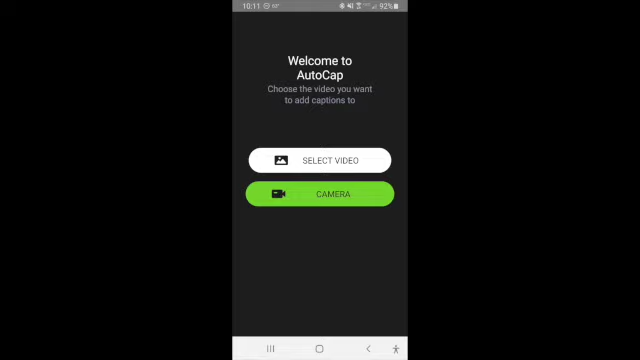 10:11 92%
Welcome to
AutoCap
Choose the video you want
to add captions to
SELECT VIDEO
CAMERA